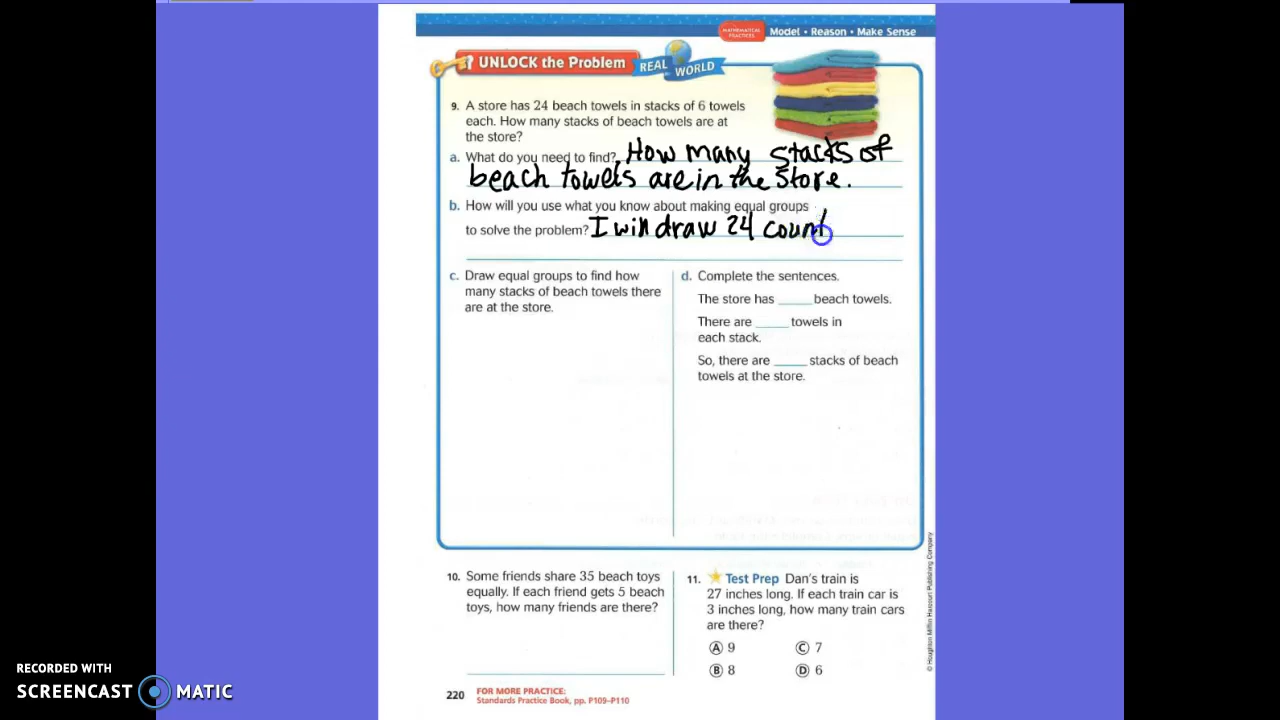 MATHEMATICAL PRACTICES
Model • Reason • Make Sense
UNLOCK the Problem
REAL WORLD
9. A store has 24 beach towels in stacks of 6 towels
each. How many stacks of beach towels are at
the store?
a. What do you need to find? How many stacks of
beach towels are in the store.
b. How will you use what you know about making equal groups
to solve the problem? I will draw 24 count
c. Draw equal groups to find how
many stacks of beach towels there
are at the store.
d. Complete the sentences.
The store has _____ beach towels.
There are _____ towels in
each stack.
So, there are _____ stacks of beach
towels at the store.
10. Some friends share 35 beach toys
equally. If each friend gets 5 beach
toys, how many friends are there?
11. Test Prep Dan's train is
27 inches long. If each train car is
3 inches long, how many train cars
are there?
A 9
C 7
B 8
D 6
© Houghton Mifflin Harcourt Publishing Company
220 FOR MORE PRACTICE:
Standards Practice Book, pp. P109–P110
RECORDED WITH
SCREENCAST MATIC